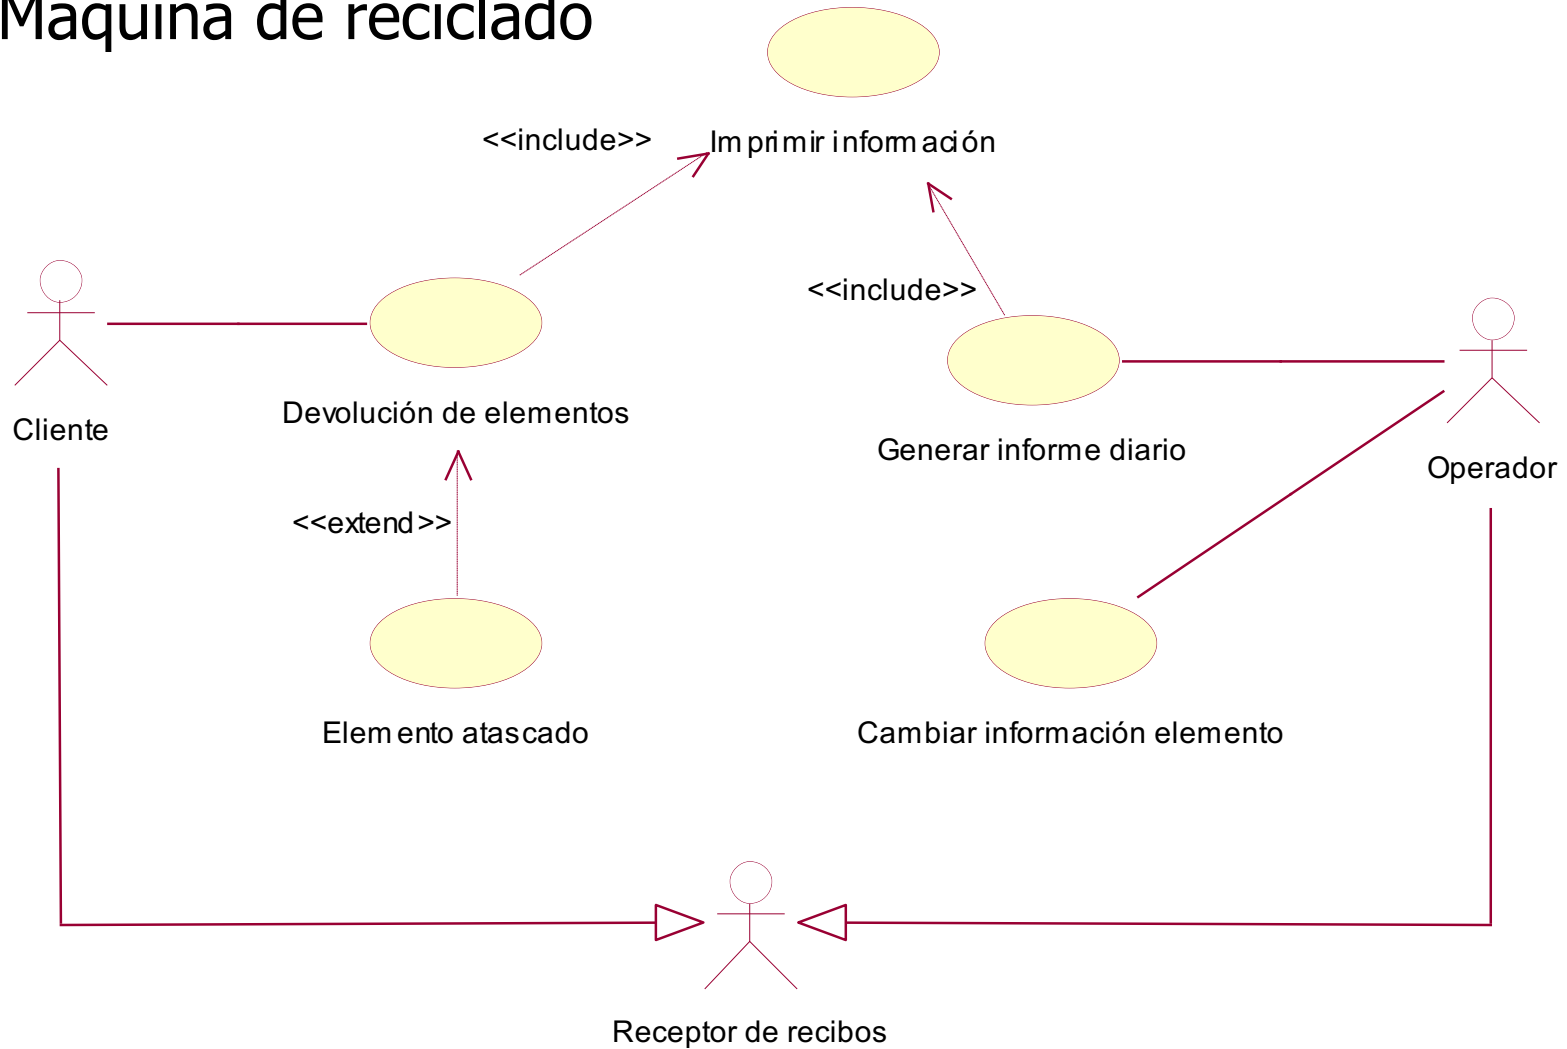 Máquina de reciclado
<<include>>
Imprimir información
<<include>>
Cliente
Devolución de elementos
Generar informe diario
Operador
<<extend>>
Elemento atascado
Cambiar información elemento
Receptor de recibos